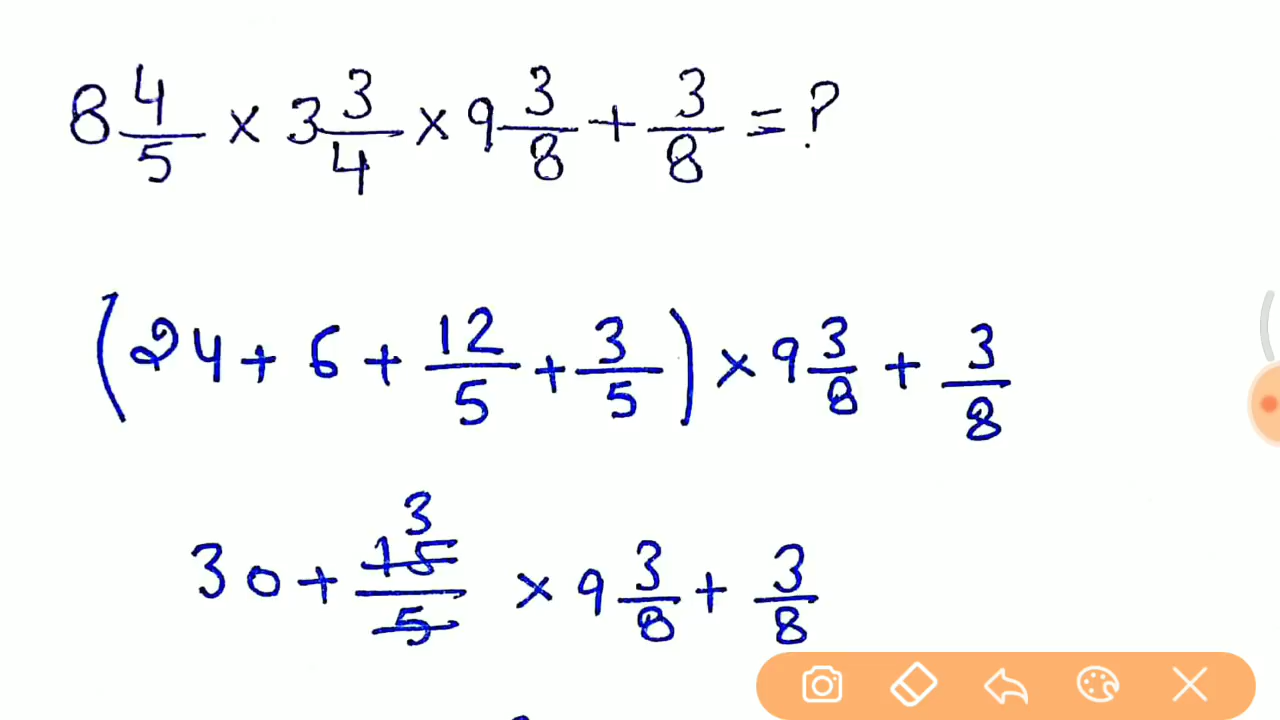 8 4/5 × 3 3/4 × 9 3/8 + 3/8 = ?
(24 + 6 + 12/5 + 3/5) × 9 3/8 + 3/8
3
30 + 15/5 × 9 3/8 + 3/8